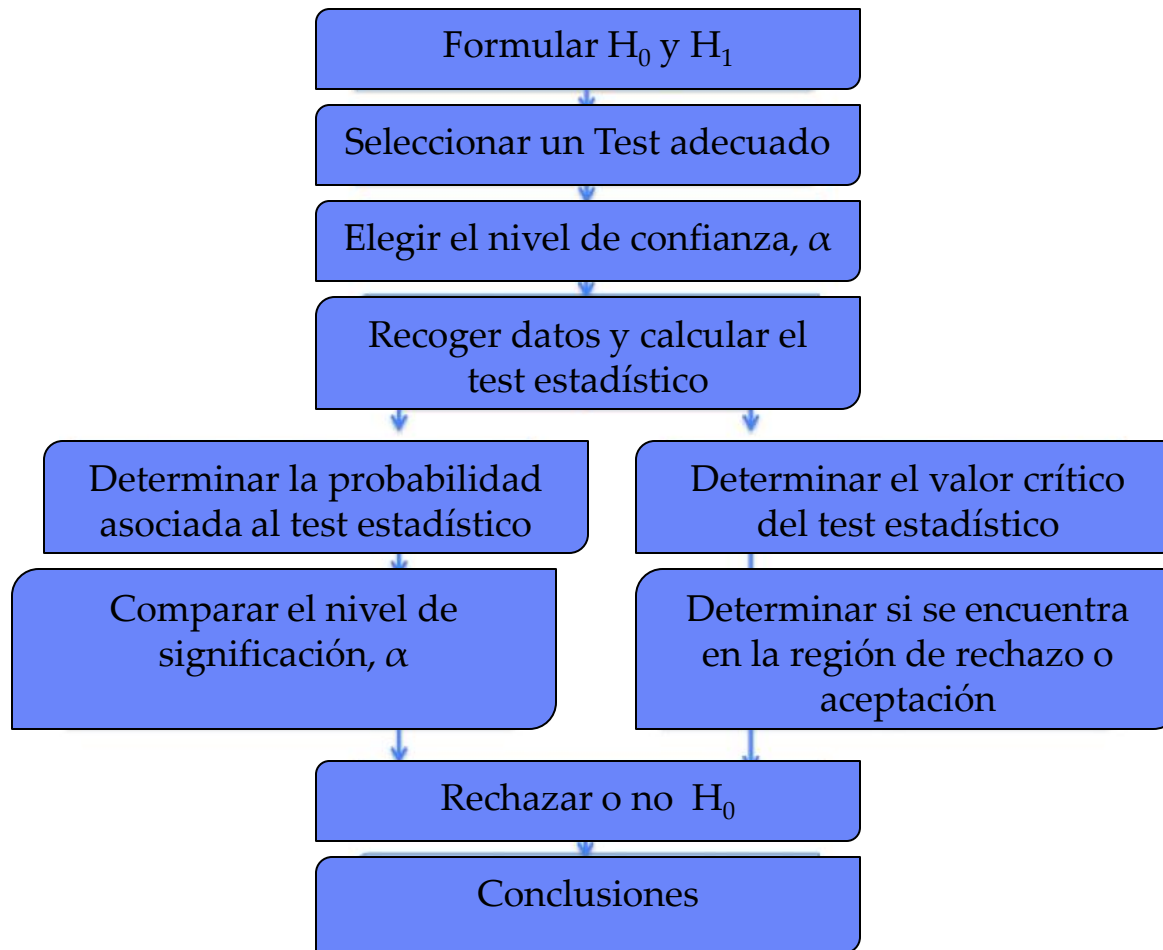 Formular H₀ y H₁
Seleccionar un Test adecuado
Elegir el nivel de confianza, α
Recoger datos y calcular el
test estadístico
Determinar la probabilidad
asociada al test estadístico
Determinar el valor crítico
del test estadístico
Comparar el nivel de
significación, α
Determinar si se encuentra
en la región de rechazo o
aceptación
Rechazar o no H₀
Conclusiones